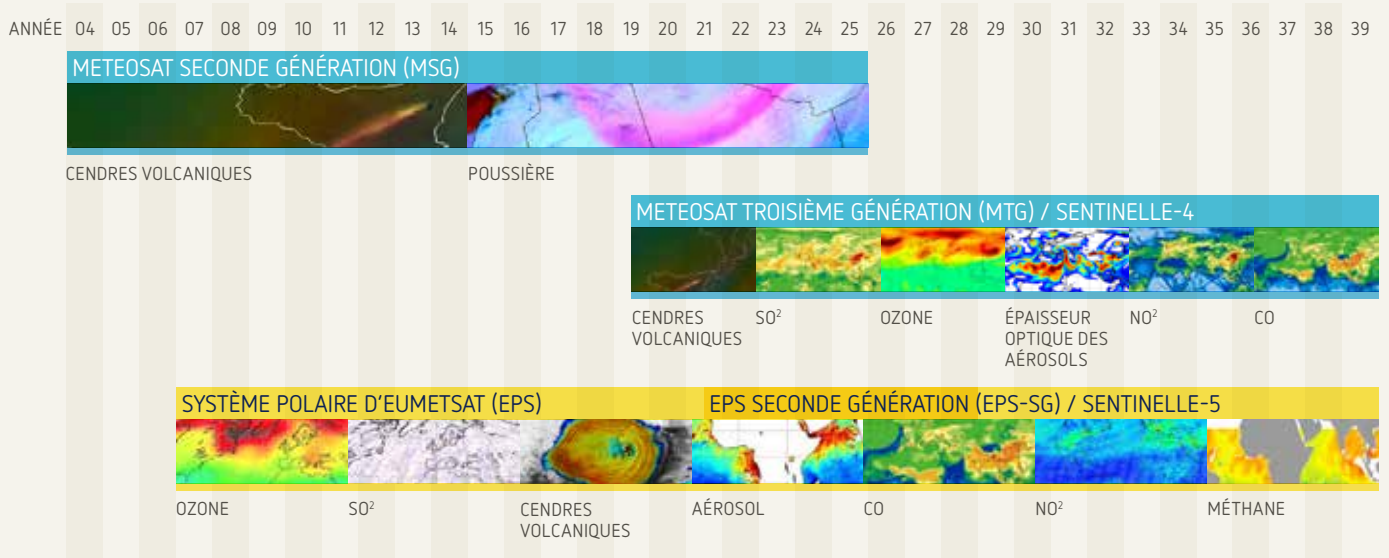 ANNÉE 04 05 06 07 08 09 10 11 12 13 14 15 16 17 18 19 20 21 22 23 24 25 26 27 28 29 30 31 32 33 34 35 36 37 38 39
METEOSAT SECONDE GÉNÉRATION (MSG)
CENDRES VOLCANIQUES POUSSIÈRE
METEOSAT TROISIÈME GÉNÉRATION (MTG) / SENTINELLE-4
CENDRES VOLCANIQUES
SO²
OZONE
ÉPAISSEUR
OPTIQUE DES
AÉROSOLS
NO²
CO
SYSTÈME POLAIRE D'EUMETSAT (EPS) EPS SECONDE GÉNÉRATION (EPS-SG) / SENTINELLE-5
OZONE
SO²
CENDRES
VOLCANIQUES
AÉROSOL
CO
NO²
MÉTHANE